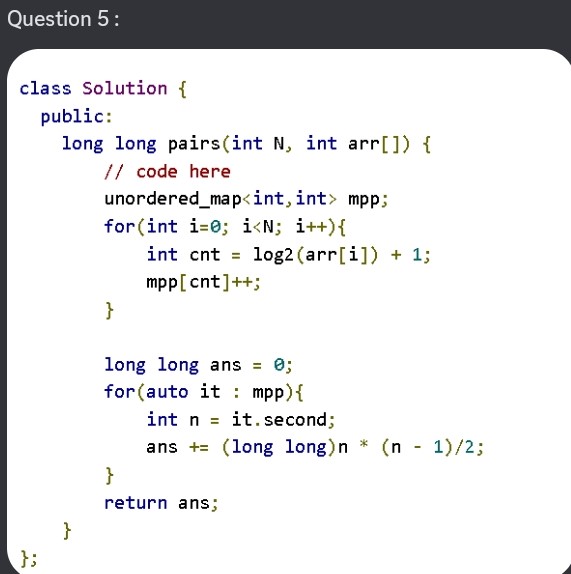 Question 5 :
class Solution {
  public:
    long long pairs(int N, int arr[]) {
        // code here
        unordered_map<int,int> mpp;
        for(int i=0; i<N; i++){
            int cnt = log2(arr[i]) + 1;
            mpp[cnt]++;
        }
        long long ans = 0;
        for(auto it : mpp){
            int n = it.second;
            ans += (long long)n * (n - 1)/2;
        }
        return ans;
    }
};